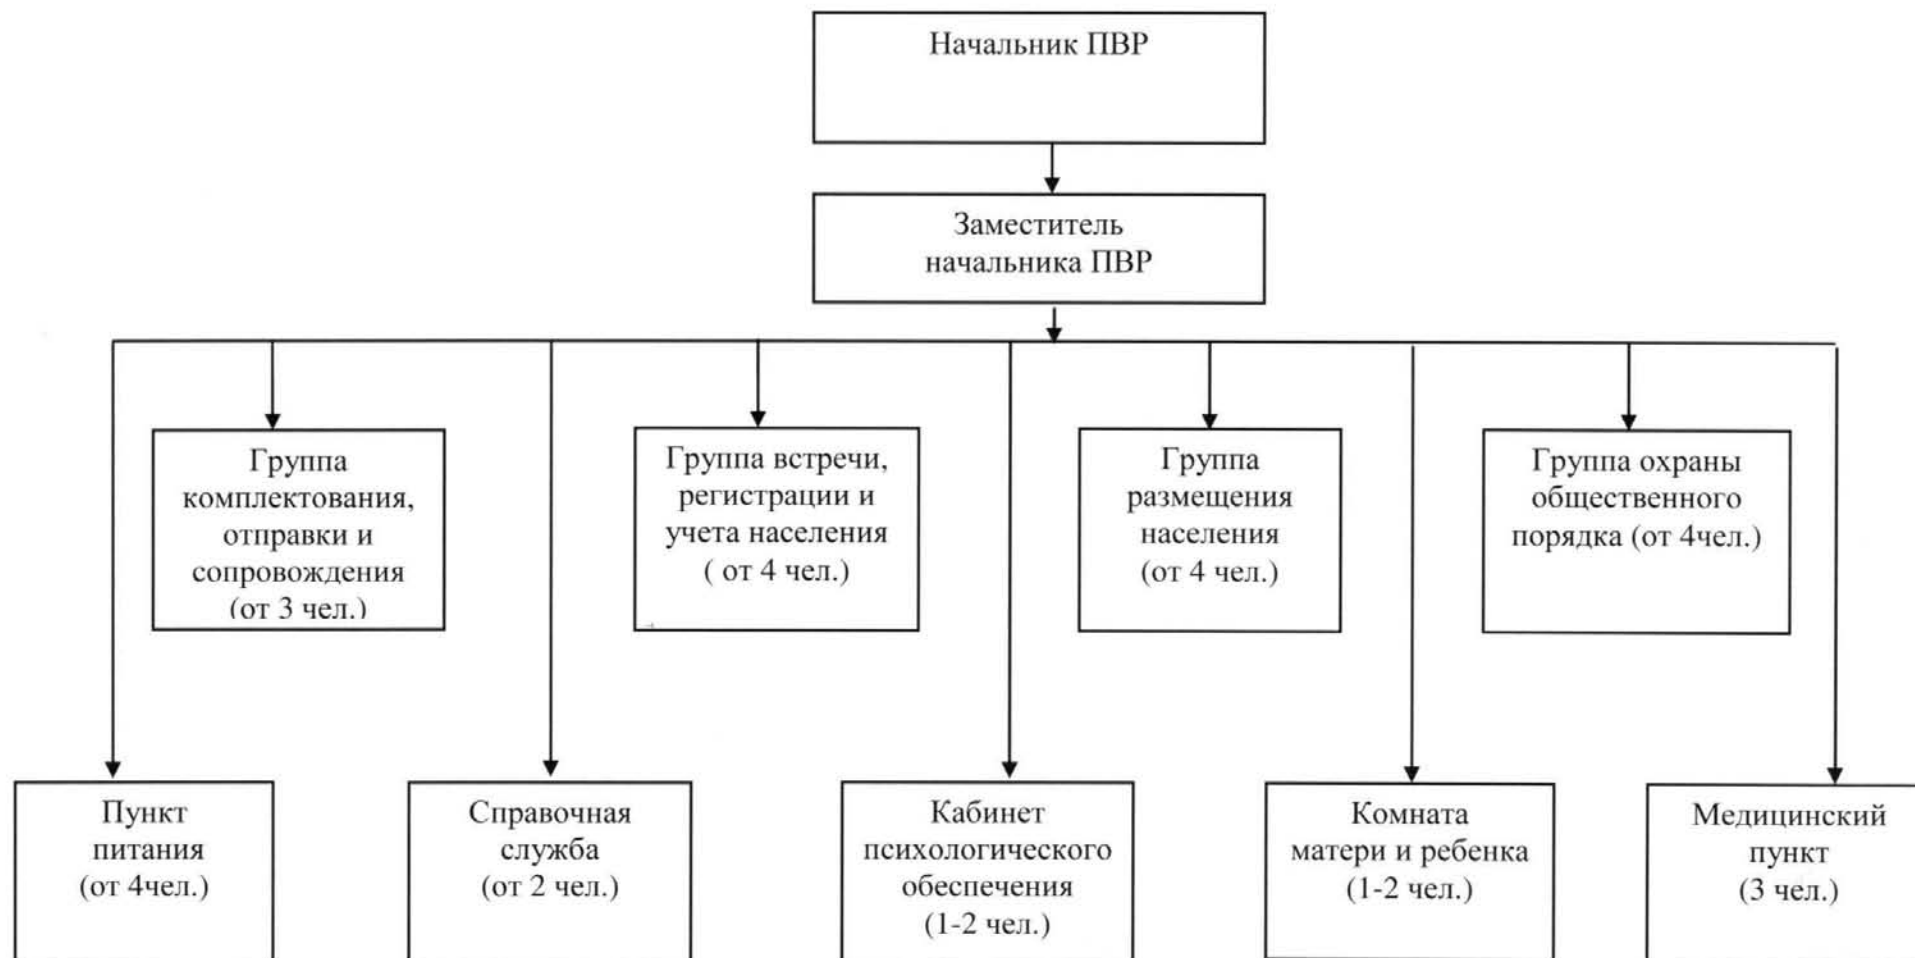 Начальник ПВР
Заместитель
начальника ПВР
Группа
комплектования,
отправки и
сопровождения
(от 3 чел.)
Группа встречи,
регистрации и
учета населения
( от 4 чел.)
Группа
размещения
населения
(от 4 чел.)
Группа охраны
общественного
порядка (от 4чел.)
Пункт
питания
(от 4чел.)
Справочная
служба
(от 2 чел.)
Кабинет
психологического
обеспечения
(1-2 чел.)
Комната
матери и ребенка
(1-2 чел.)
Медицинский
пункт
(3 чел.)